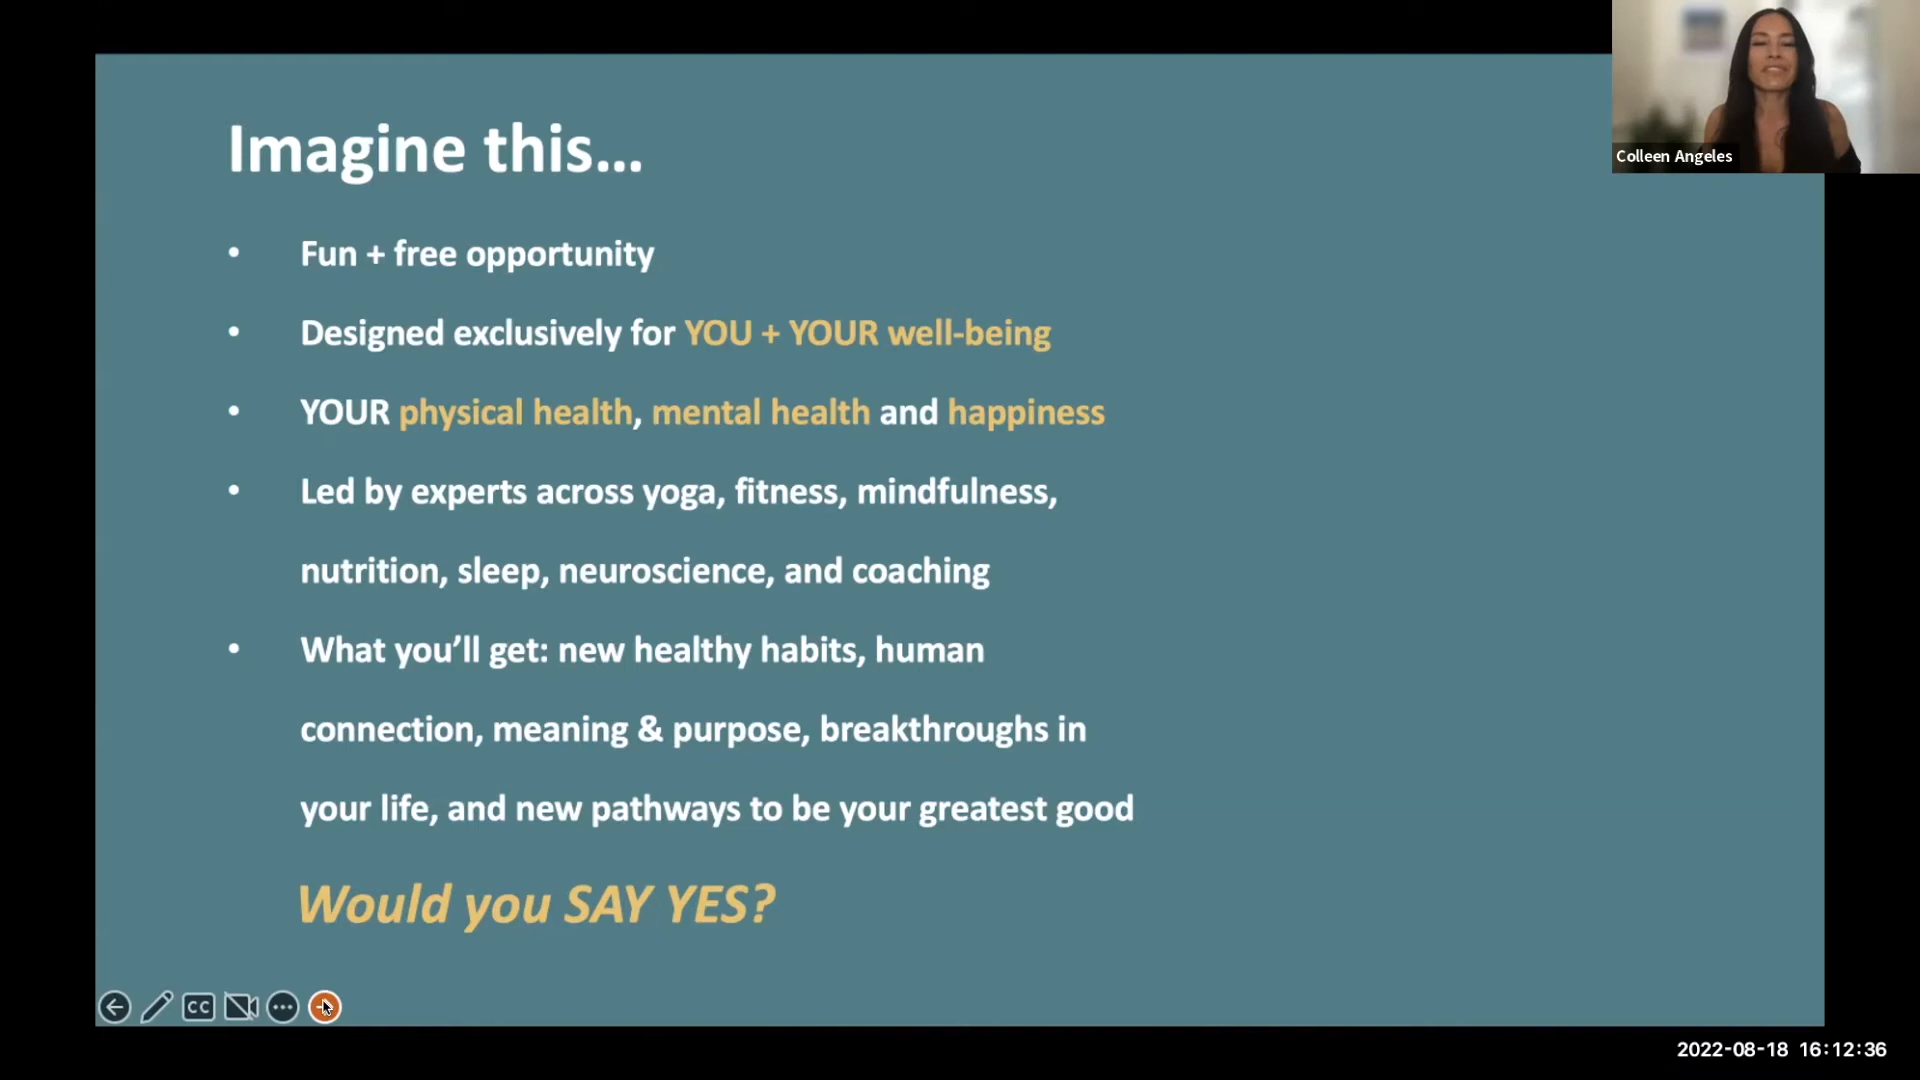 Imagine this...
• Fun + free opportunity
• Designed exclusively for YOU + YOUR well-being
• YOUR physical health, mental health and happiness
• Led by experts across yoga, fitness, mindfulness,
nutrition, sleep, neuroscience, and coaching
• What you’ll get: new healthy habits, human
connection, meaning & purpose, breakthroughs in
your life, and new pathways to be your greatest good
Would you SAY YES?
Colleen Angeles
CC
2022-08-18 16:12:36